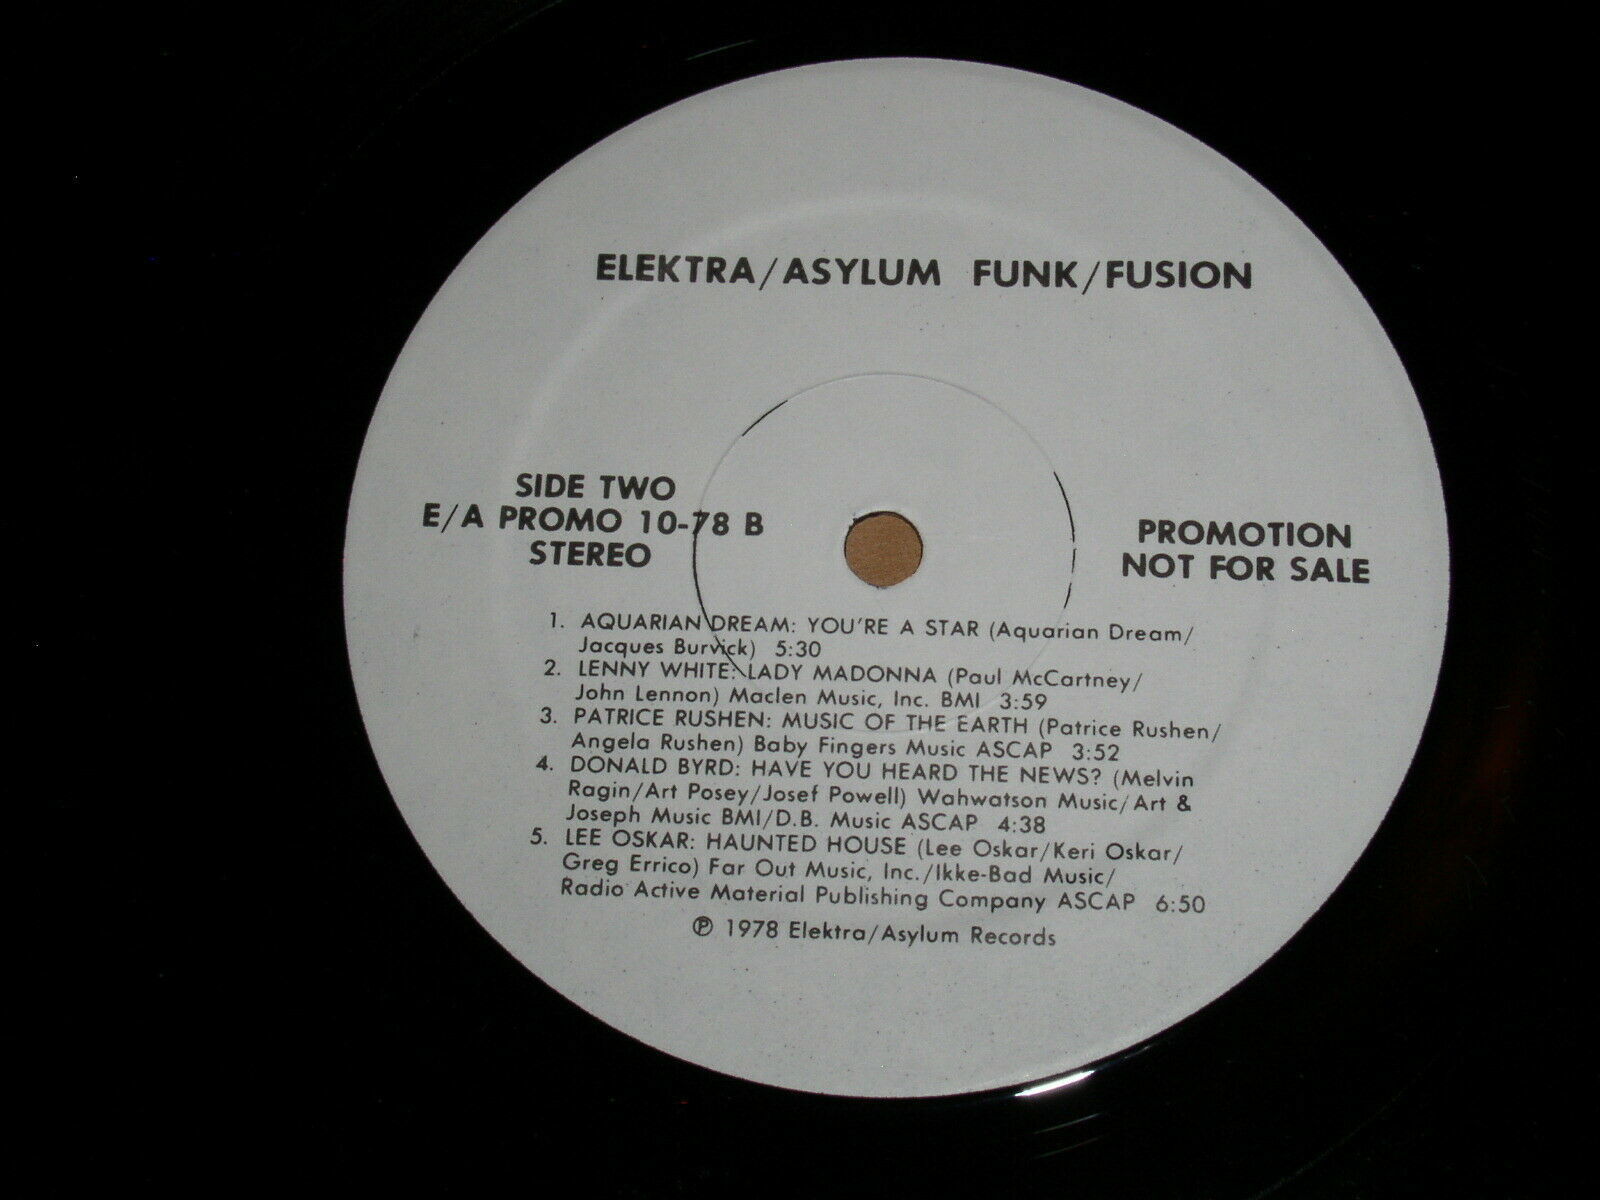 ELEKTRA/ASYLUM FUNK/FUSION
SIDE TWO
E/A PROMO 10-78 B
STEREO
PROMOTION
NOT FOR SALE
1. AQUARIAN DREAM: YOU'RE A STAR (Aquarian Dream/
Jacques Burvick) 5:30
2. LENNY WHITE: LADY MADONNA (Paul McCartney/
John Lennon) Maclen Music, Inc. BMI 3:59
3. PATRICE RUSHEN: MUSIC OF THE EARTH (Patrice Rushen/
Angela Rushen) Baby Fingers Music ASCAP 3:52
4. DONALD BYRD: HAVE YOU HEARD THE NEWS? (Melvin
Ragin/Art Posey/Josef Powell) Wahwatson Music/Art &
Joseph Music BMI/D.B. Music ASCAP 4:38
5. LEE OSKAR: HAUNTED HOUSE (Lee Oskar/Keri Oskar/
Greg Errico) Far Out Music, Inc./Ikke-Bad Music/
Radio Active Material Publishing Company ASCAP 6:50
℗ 1978 Elektra/Asylum Records